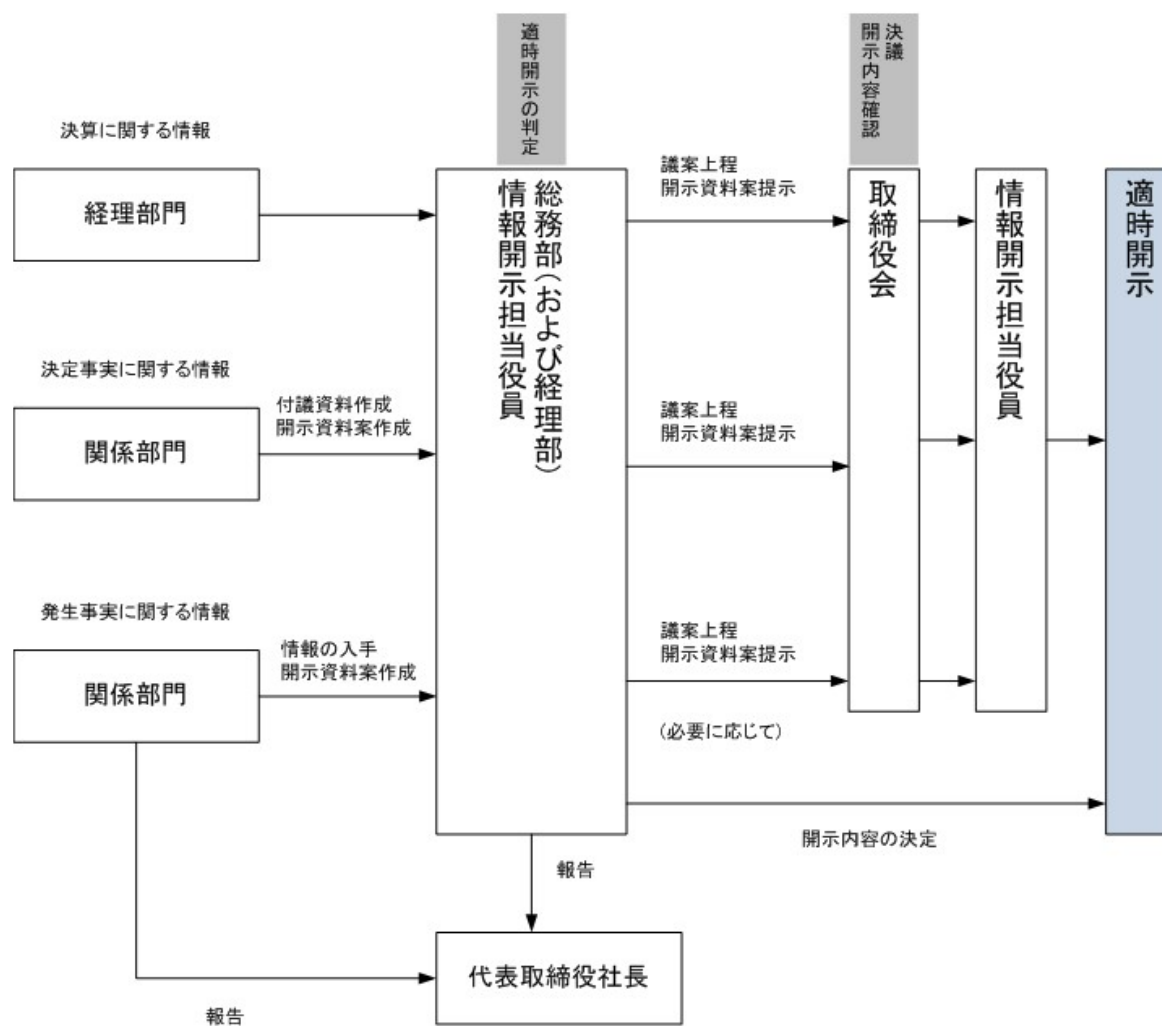 適時開示の判定
決議
開示内容確認
決算に関する情報
経理部門
総務部(および経理部)
情報開示担当役員
議案上程
開示資料案提示
取締役会
情報開示担当役員
適時開示
決定事実に関する情報
関係部門
付議資料作成
開示資料案作成
議案上程
開示資料案提示
発生事実に関する情報
関係部門
情報の入手
開示資料案作成
議案上程
開示資料案提示
(必要に応じて)
開示内容の決定
報告
代表取締役社長
報告